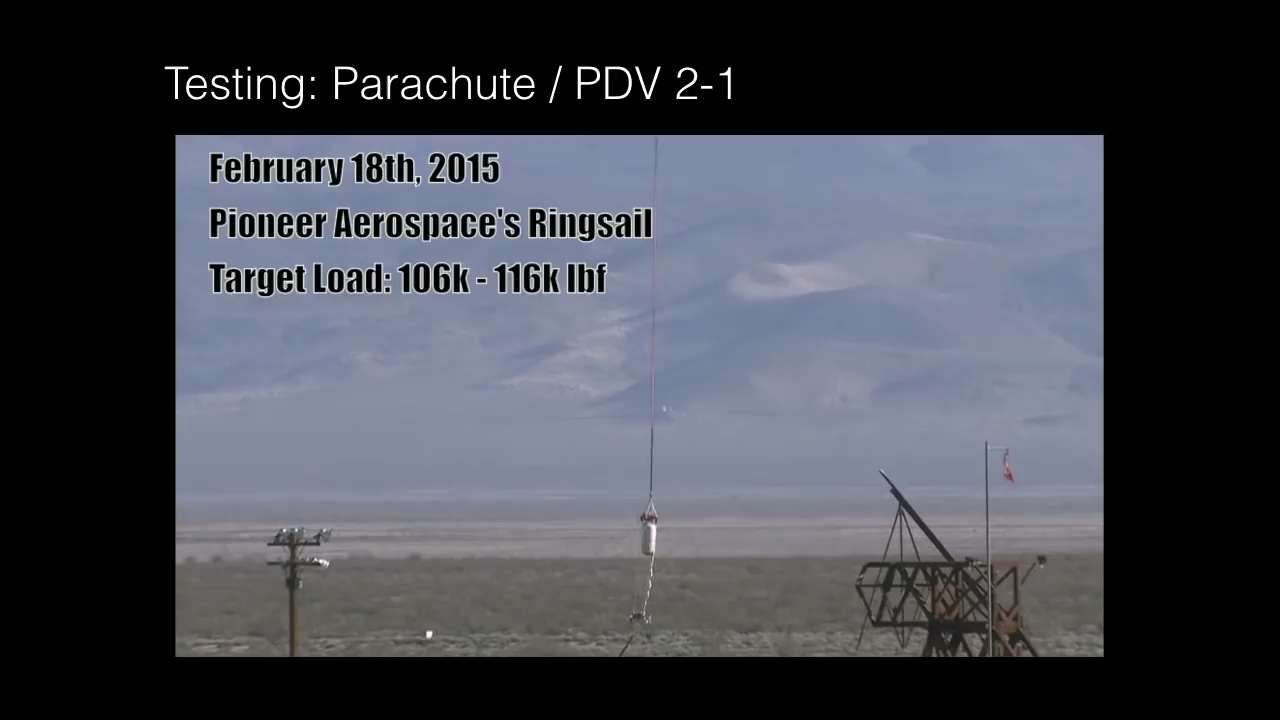 Testing: Parachute / PDV 2-1
February 18th, 2015
Pioneer Aerospace's Ringsail
Target Load: 106k - 116k lbf